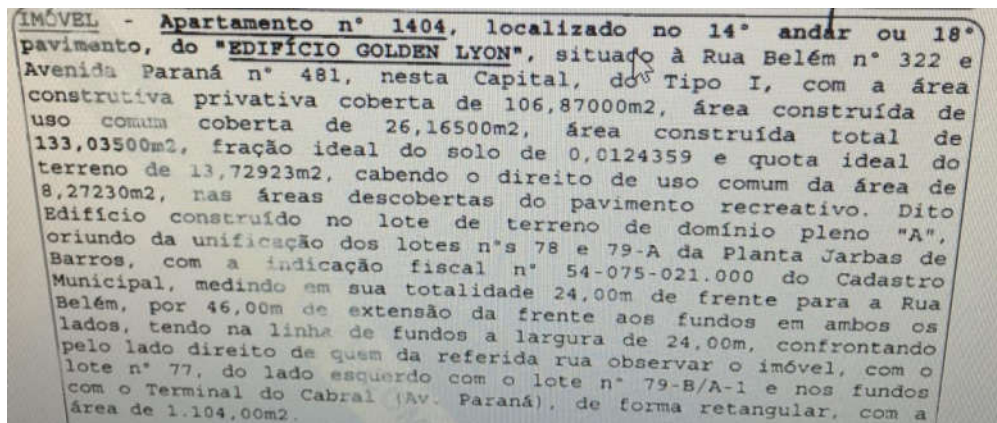 IMÓVEL - Apartamento n° 1404, localizado no 14° andar ou 18°
pavimento, do "EDIFÍCIO GOLDEN LYON", situado à Rua Belém n° 322 e
Avenida Paraná n° 481, nesta Capital, do Tipo I, com a área
construtiva privativa coberta de 106,87000m2, área construída de
uso comum coberta de 26,16500m2, área construída total de
133,03500m2, fração ideal do solo de 0,0124359 e quota ideal do
terreno de 13,72923m2, cabendo o direito de uso comum da área de
8,27230m2, nas áreas descobertas do pavimento recreativo. Dito
Edifício construído no lote de terreno de domínio pleno "A",
oriundo da unificação dos lotes n°s 78 e 79-A da Planta Jarbas de
Barros, com a indicação fiscal n° 54-075-021.000 do Cadastro
Municipal, medindo em sua totalidade 24,00m de frente para a Rua
Belém, por 46,00m de extensão da frente aos fundos em ambos os
lados, tendo na linha de fundos a largura de 24,00m, confrontando
pelo lado direito de quem da referida rua observar o imóvel, com o
lote n° 77, do lado esquerdo com o lote n° 79-B/A-1 e nos fundos
com o Terminal do Cabral (Av. Paraná), de forma retangular, com a
área de 1.104,00m2.